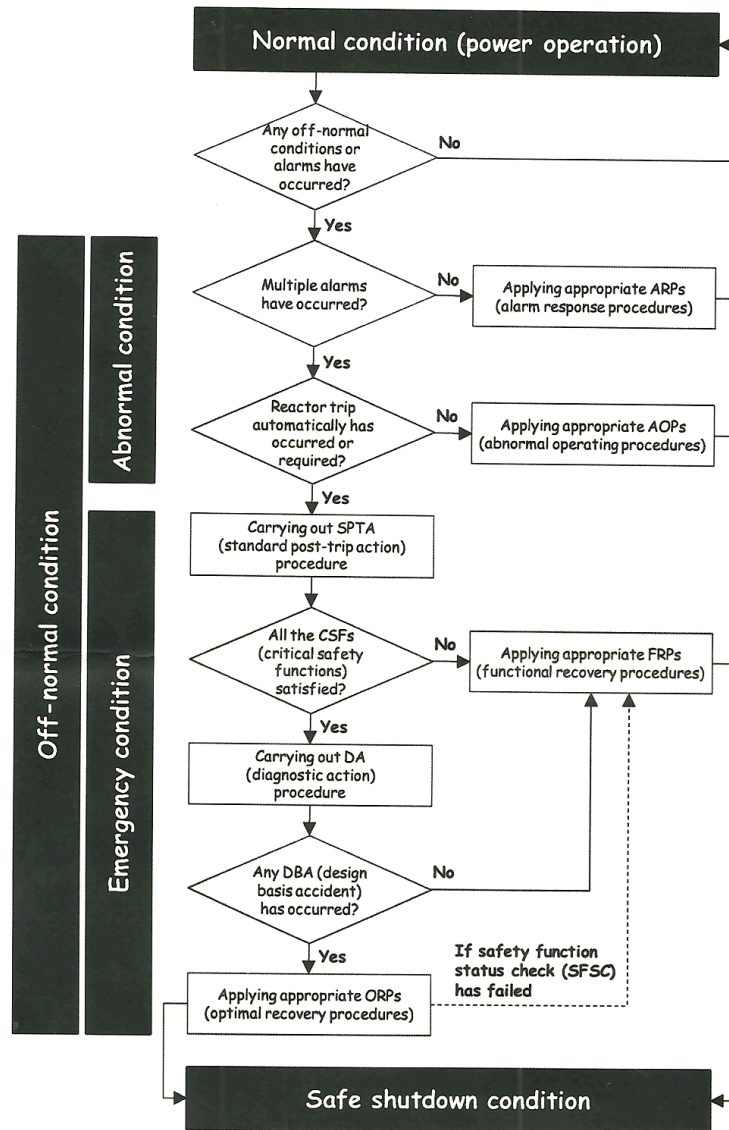 Normal condition (power operation)
Any off-normal
conditions or
alarms have
occurred?
No
Yes
Off-normal condition
Abnormal condition
Multiple alarms
have occurred?
No
Applying appropriate ARPs
(alarm response procedures)
Yes
Reactor trip
automatically has
occurred or
required?
No
Applying appropriate AOPs
(abnormal operating procedures)
Yes
Emergency condition
Carrying out SPTA
(standard post-trip action)
procedure
All the CSFs
(critical safety
functions)
satisfied?
No
Applying appropriate FRPs
(functional recovery procedures)
Yes
Carrying out DA
(diagnostic action)
procedure
Any DBA (design
basis accident)
has occurred?
No
Yes
If safety function
status check (SFSC)
has failed
Applying appropriate ORPs
(optimal recovery procedures)
Safe shutdown condition